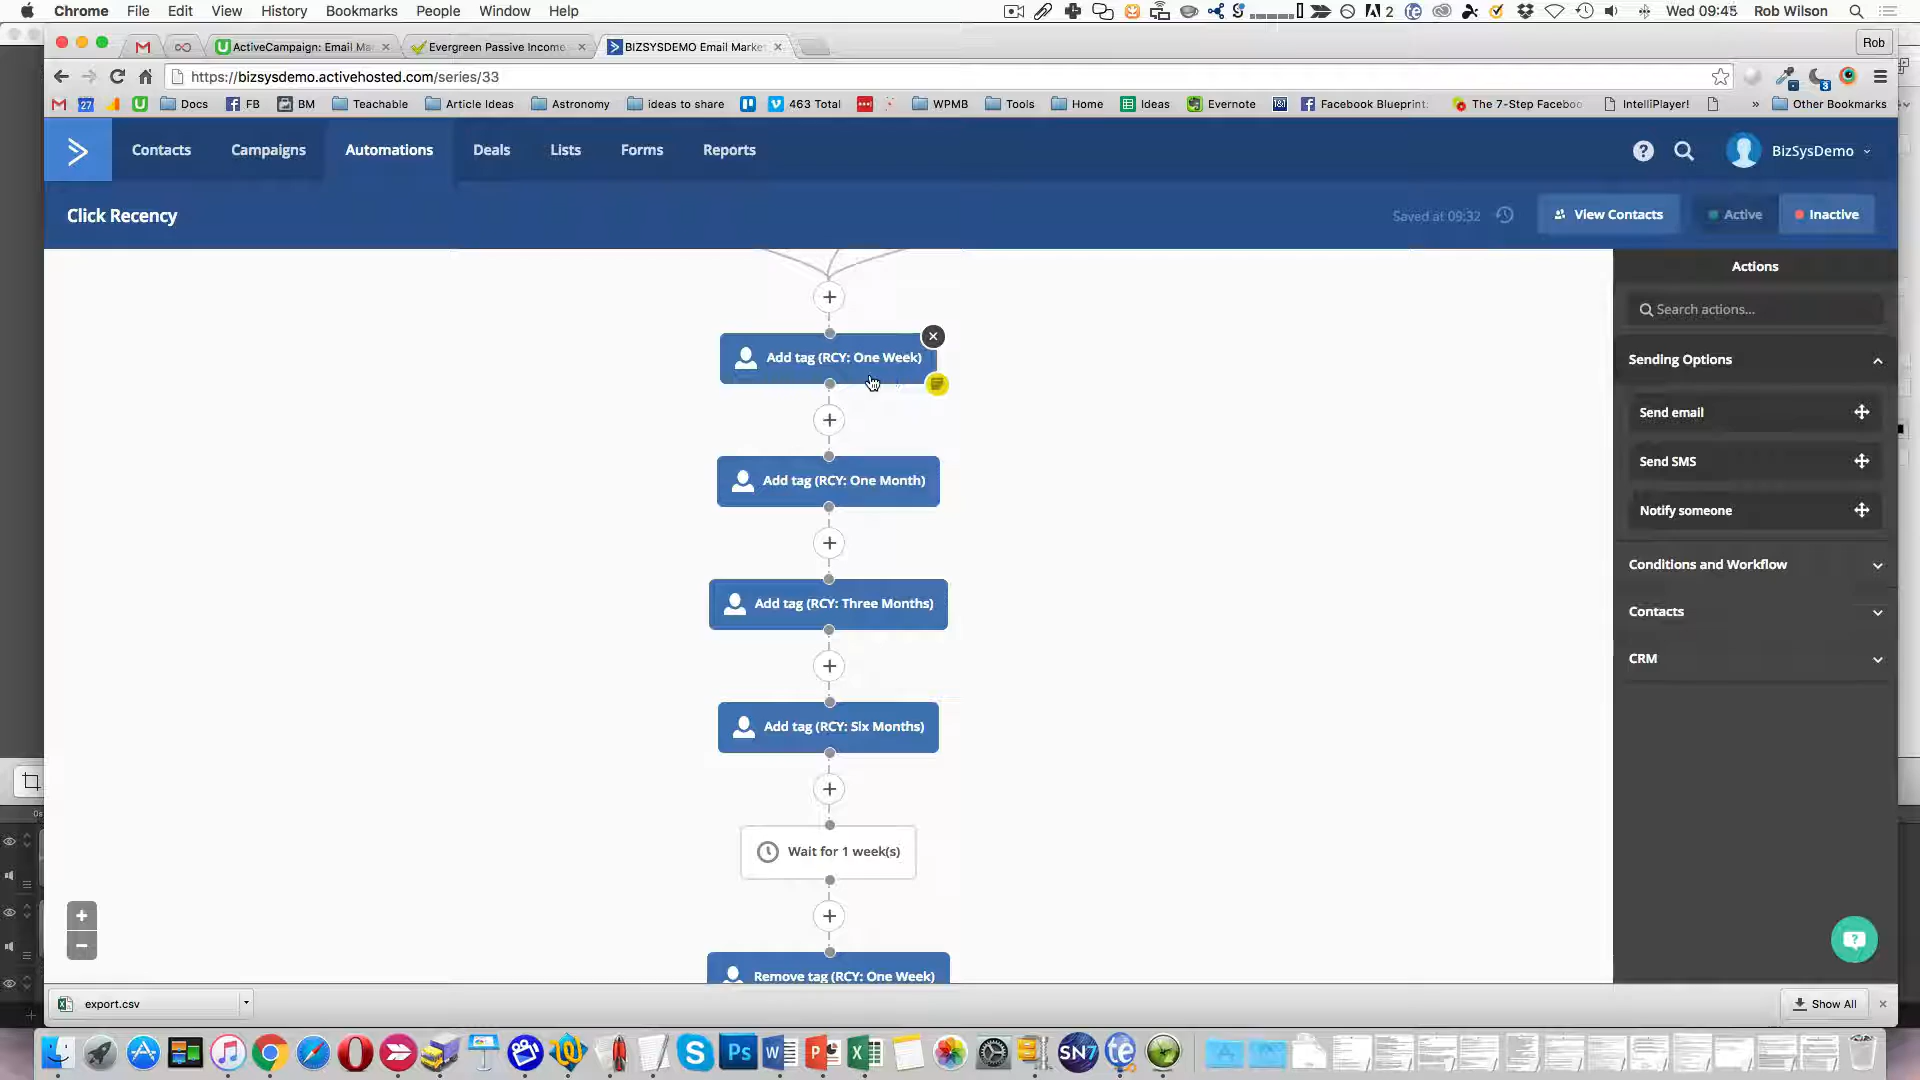 Chrome File Edit View History Bookmarks People Window Help
2 Wed 09:45 Rob Wilson
ActiveCampaign: Email Ma
Evergreen Passive Income
BIZSYSDEMO Email Market
Rob
https://bizsysdemo.activehosted.com/series/33
27 Docs FB BM Teachable Article Ideas Astronomy ideas to share 463 Total WPMB Tools Home Ideas Evernote Facebook Blueprint: The 7-Step Faceboo IntelliPlayer! » Other Bookmarks
Contacts Campaigns Automations Deals Lists Forms Reports
BizSysDemo
Click Recency
Saved at 09:32
View Contacts
Active
Inactive
Actions
Search actions...
Sending Options
Send email
Send SMS
Notify someone
Conditions and Workflow
Contacts
CRM
Add tag (RCY: One Week)
Add tag (RCY: One Month)
Add tag (RCY: Three Months)
Add tag (RCY: Six Months)
Wait for 1 week(s)
Remove tag (RCY: One Week)
export.csv
Show All
Ps W P X SN7 te